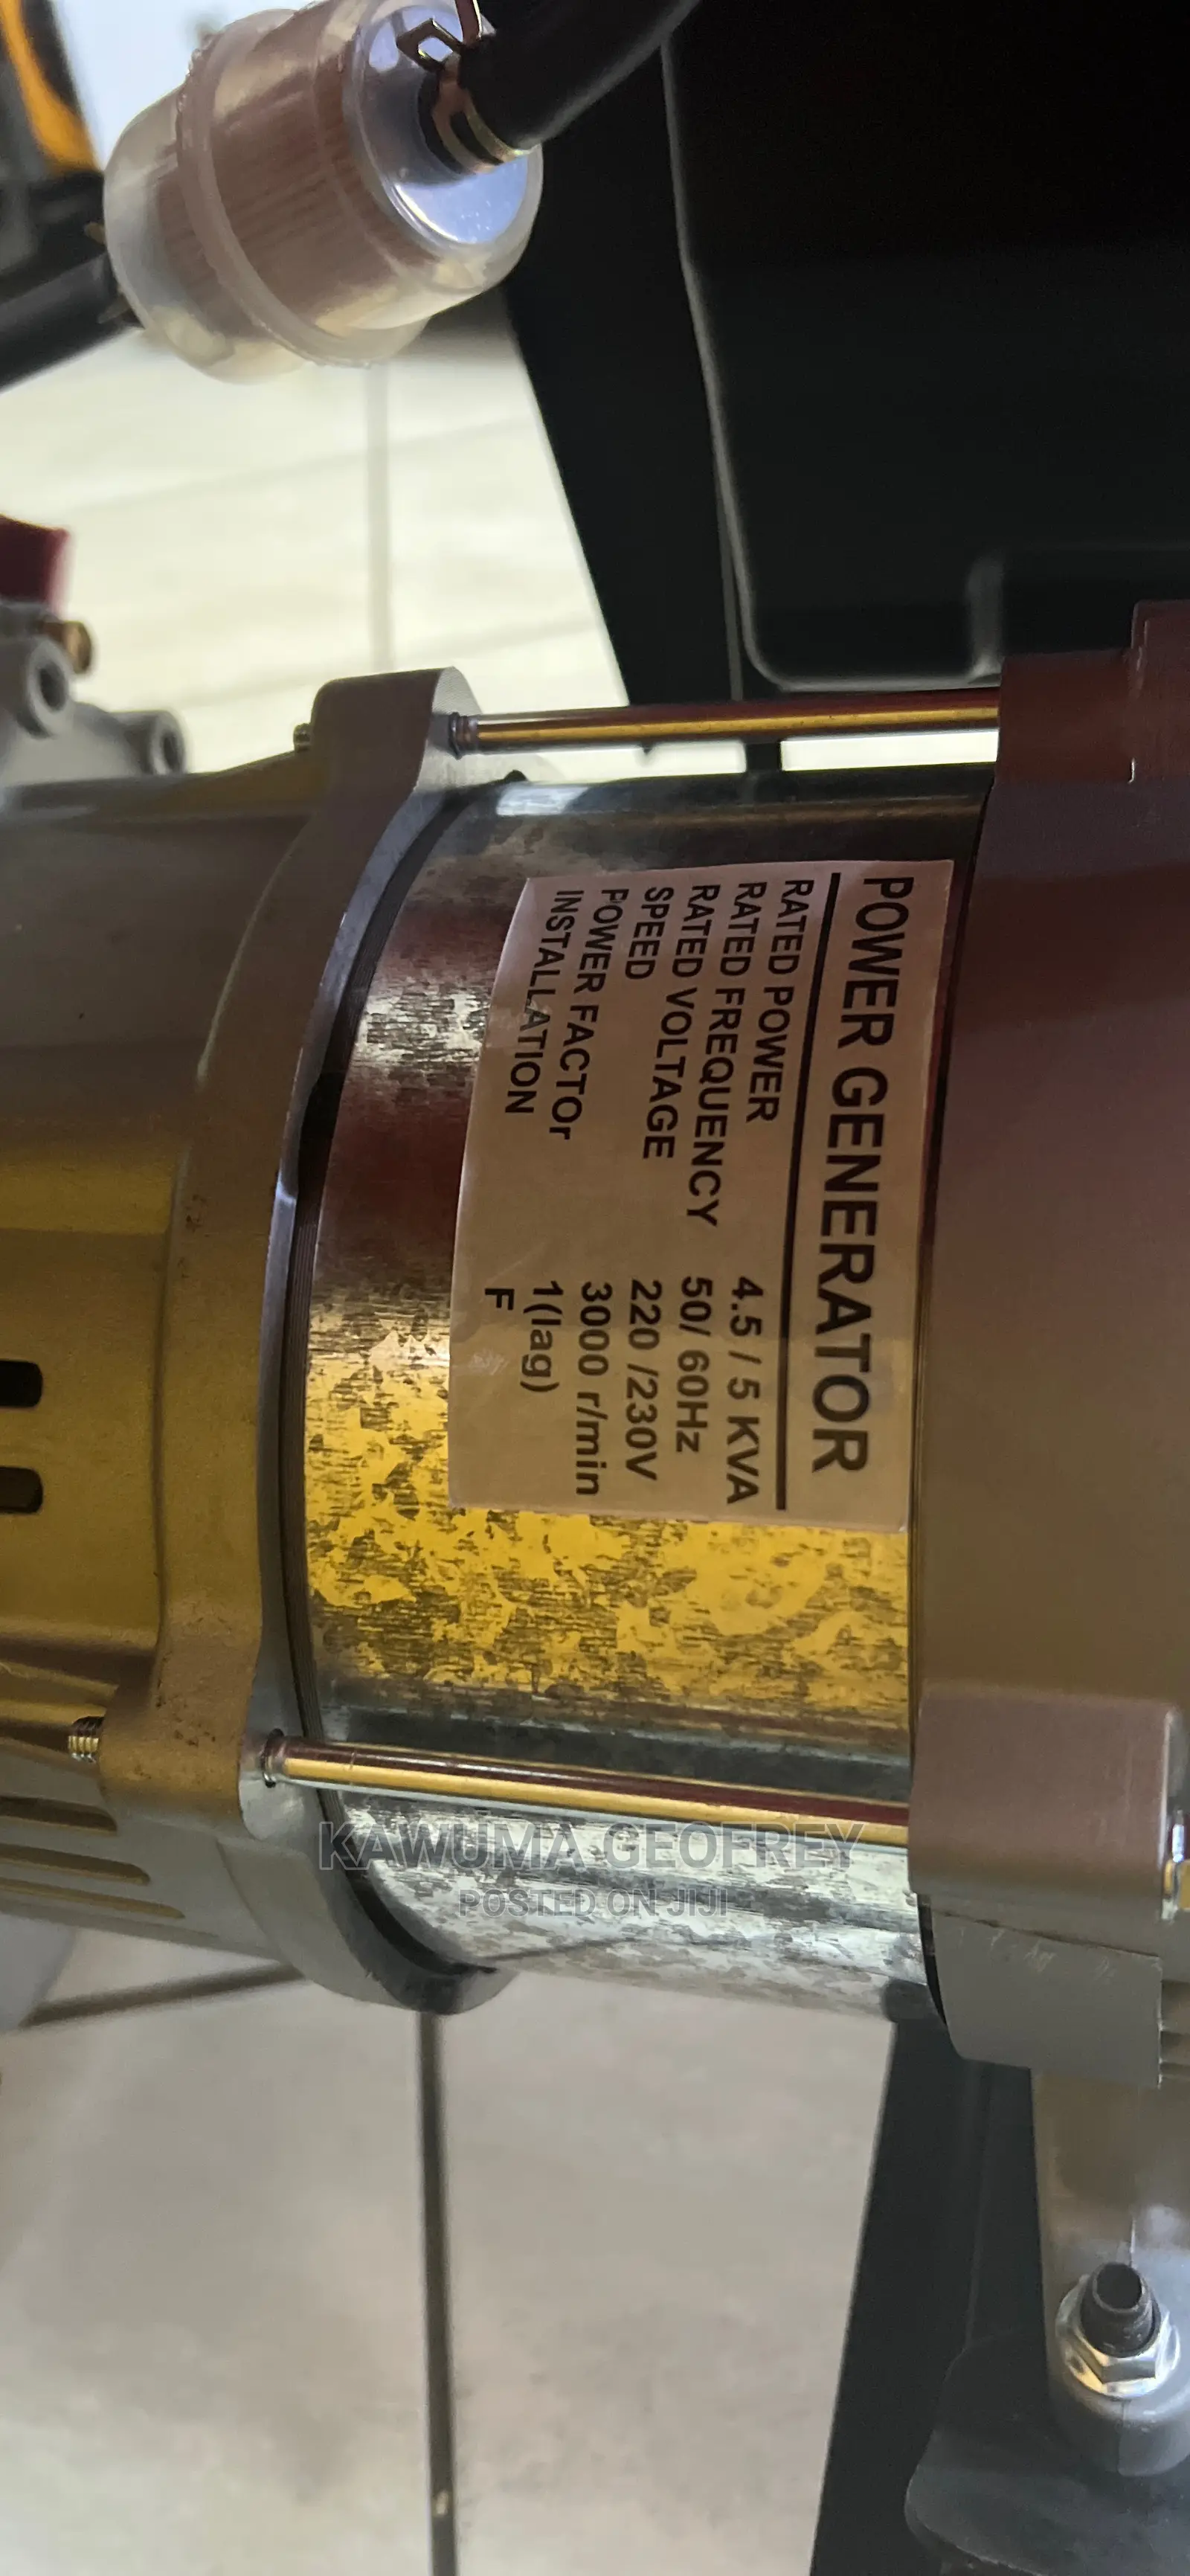 POWER GENERATOR
RATED POWER 4.5 / 5 KVA
RATED FREQUENCY 50/ 60Hz
RATED VOLTAGE 220 /230V
SPEED 3000 r/min
POWER FACTOr 1(lag)
INSTALLATION F
KAWUMA GEOFREY
POSTED ON JIJI